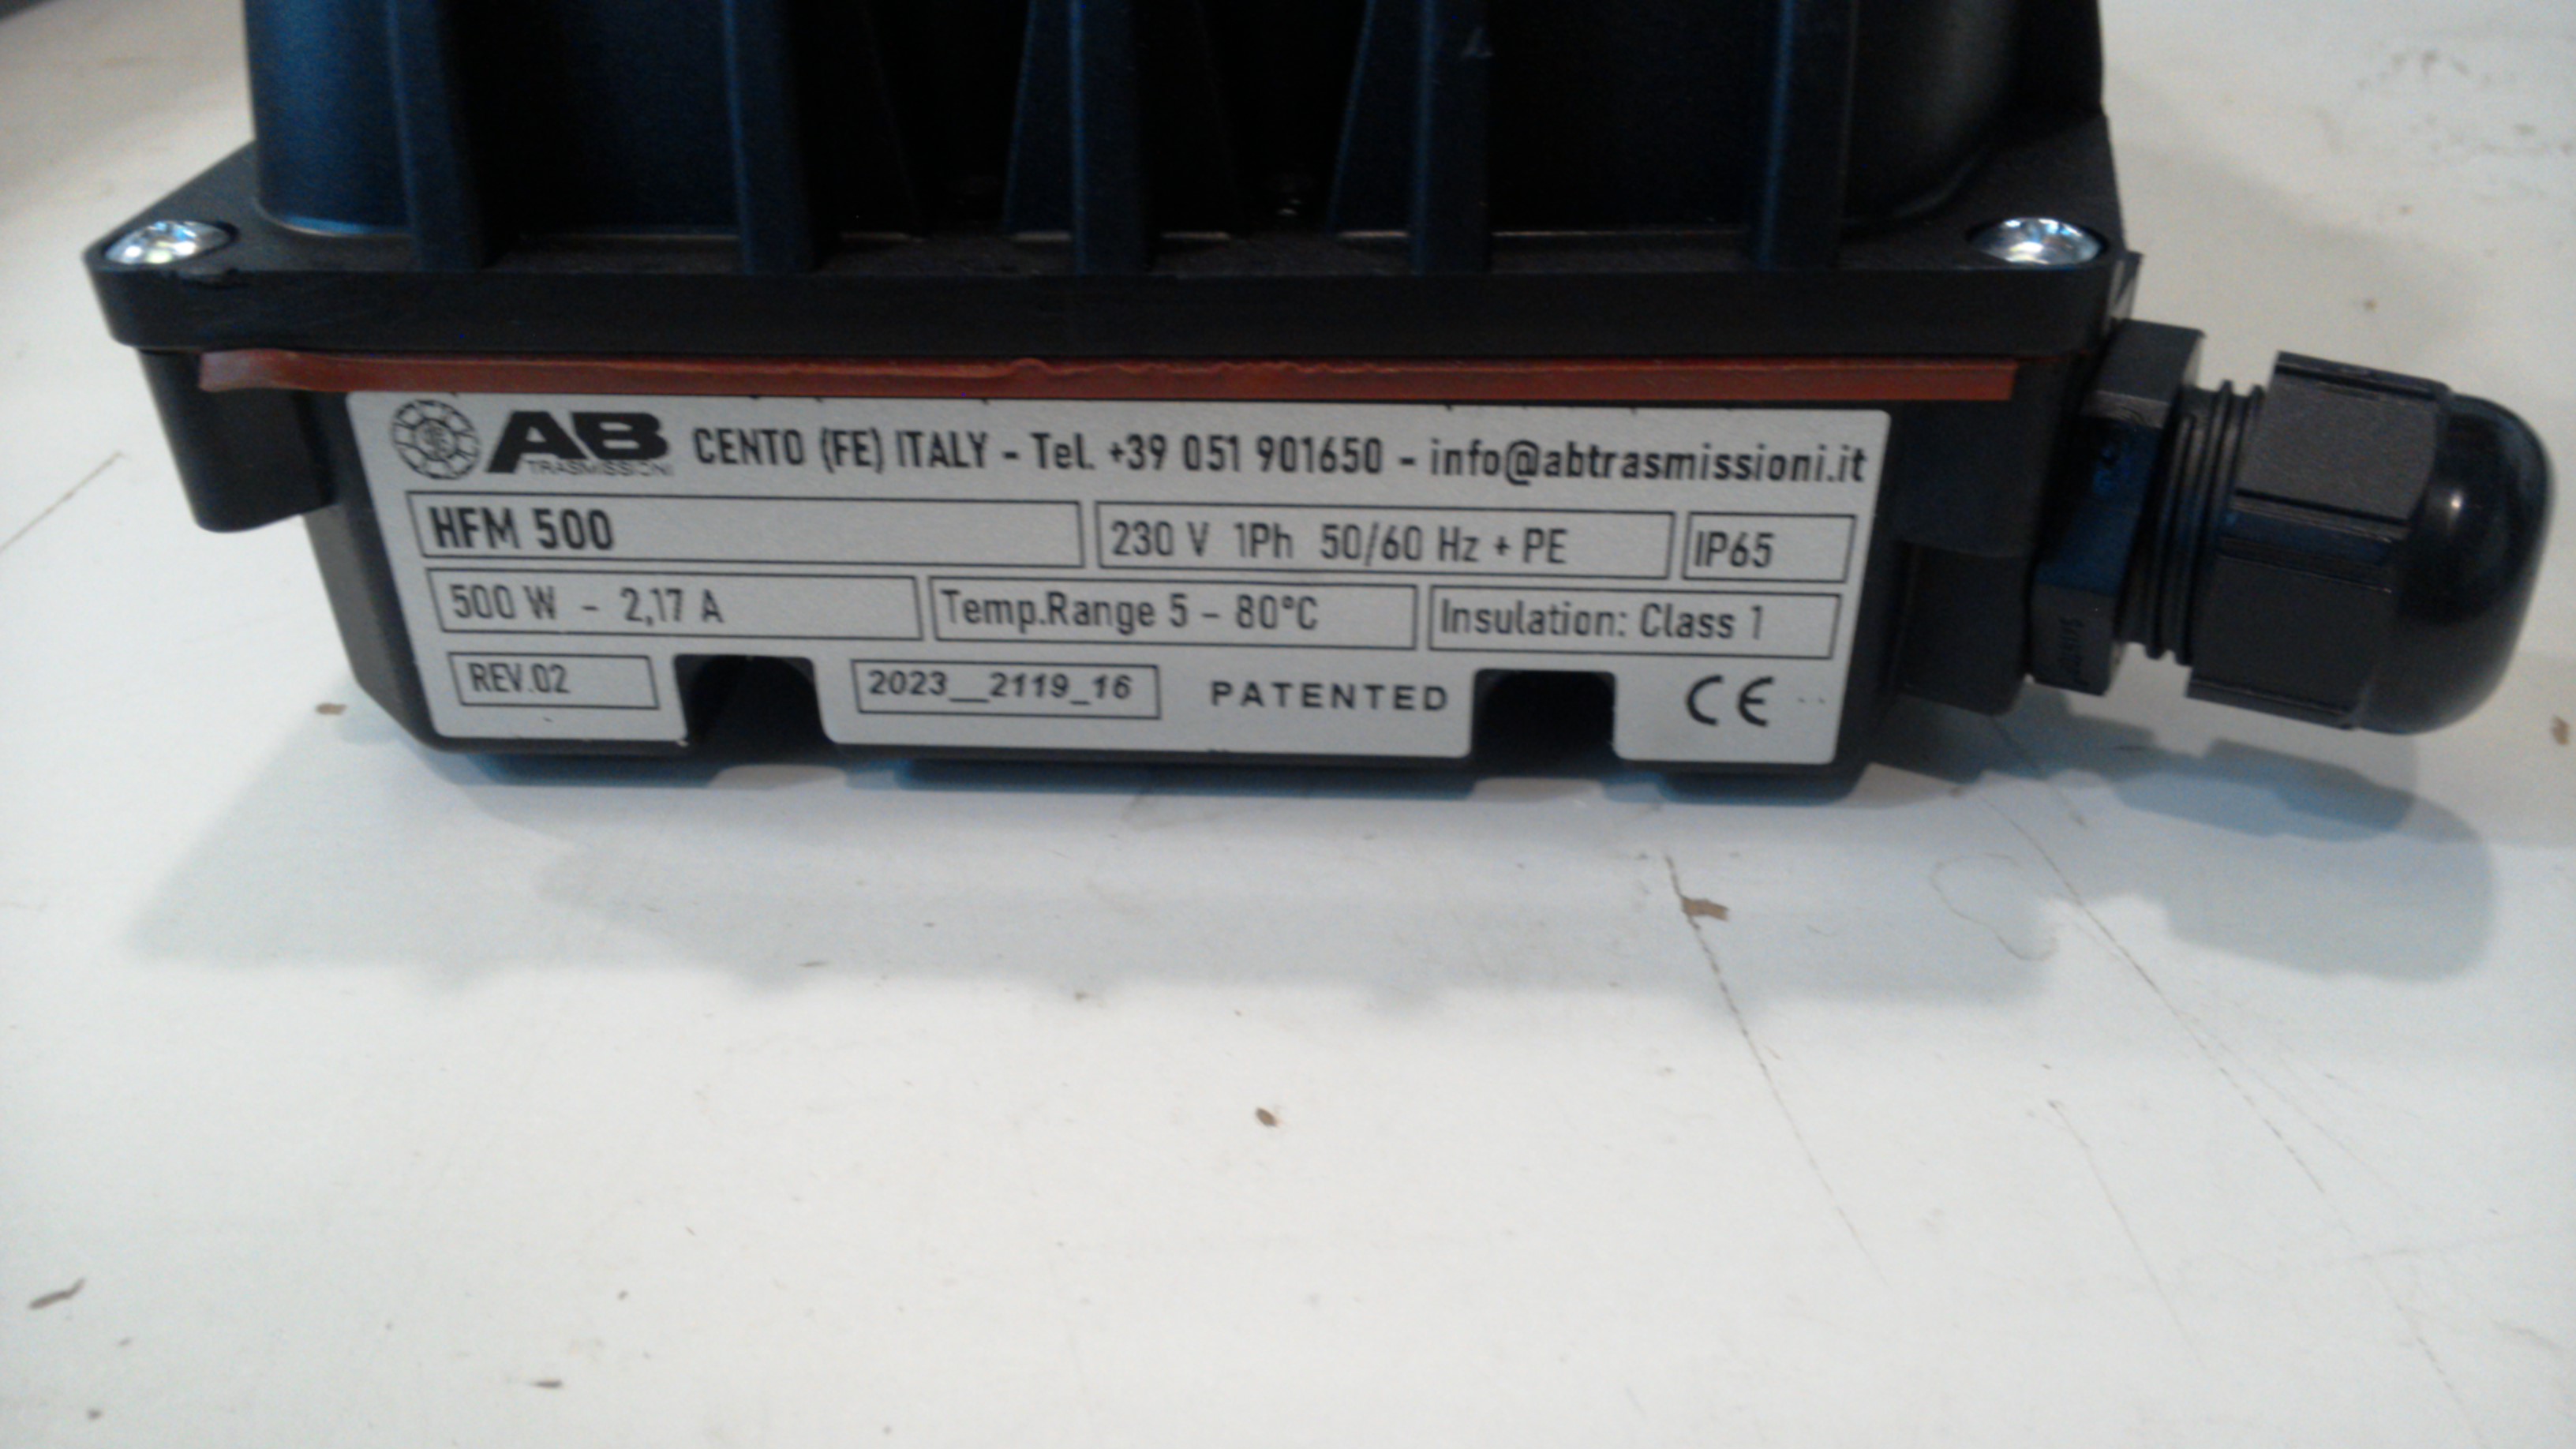 AB TRASMISSIONI CENTO (FE) ITALY - Tel. +39 051 901650 - info@abtrasmissioni.it
HFM 500 230 V 1Ph 50/60 Hz + PE IP65
500 W - 2,17 A Temp.Range 5 - 80°C Insulation: Class 1
REV.02 2023__2119_16 PATENTED CE